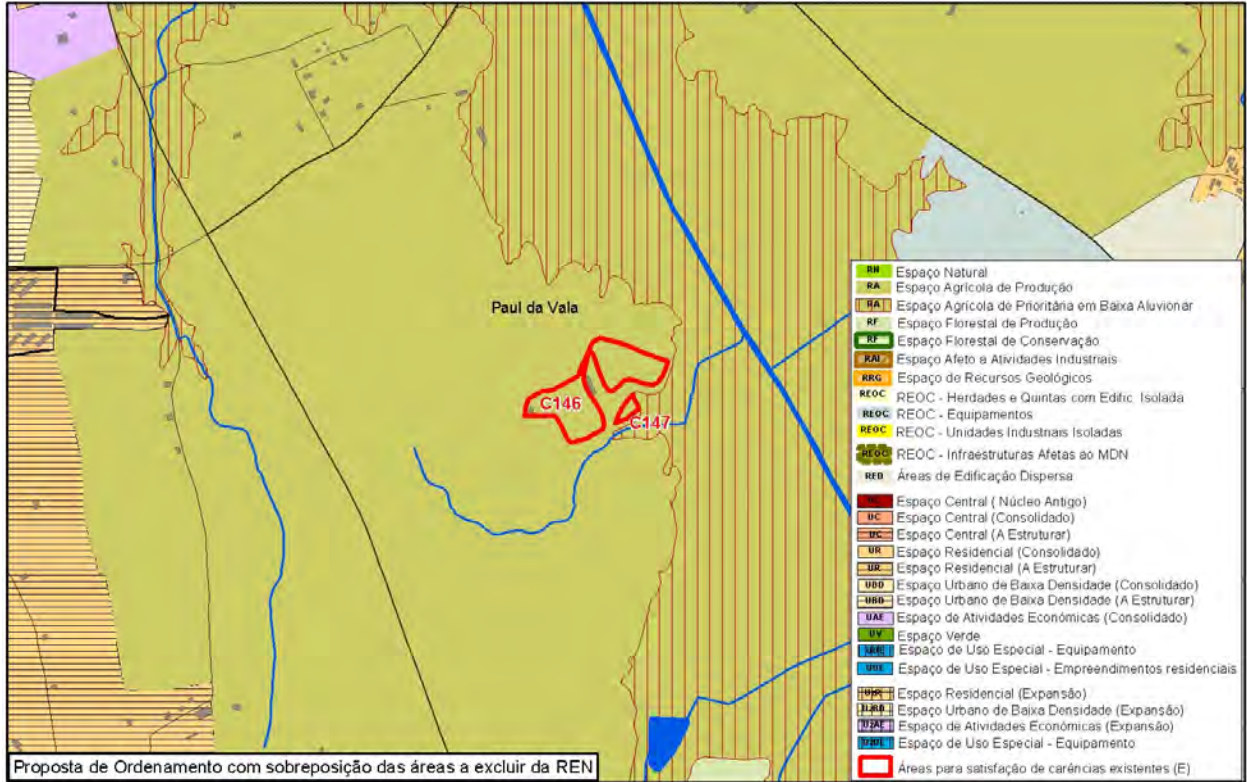 Paul da Vala
C146
C147
RN Espaço Natural
RA Espaço Agrícola de Produção
RA Espaço Agrícola de Prioritária em Baixa Aluvionar
RF Espaço Florestal de Produção
RF Espaço Florestal de Conservação
RAI Espaço Afeto a Atividades Industriais
RRG Espaço de Recursos Geológicos
REOC REOC - Herdades e Quintas com Edific. Isolada
REOC REOC - Equipamentos
REOC REOC - Unidades Industriais Isoladas
REOC REOC - Infraestruturas Afetas ao MDN
RED Áreas de Edificação Dispersa
UC Espaço Central ( Núcleo Antigo)
UC Espaço Central (Consolidado)
UC Espaço Central (A Estruturar)
UR Espaço Residencial (Consolidado)
UR Espaço Residencial (A Estruturar)
UBD Espaço Urbano de Baixa Densidade (Consolidado)
UBD Espaço Urbano de Baixa Densidade (A Estruturar)
UAE Espaço de Atividades Económicas (Consolidado)
UV Espaço Verde
Espaço de Uso Especial - Equipamento
UUE Espaço de Uso Especial - Empreendimentos residenciais
Espaço Residencial (Expansão)
Espaço Urbano de Baixa Densidade (Expansão)
Espaço de Atividades Económicas (Expansão)
Espaço de Uso Especial - Equipamento
Áreas para satisfação de carências existentes (E)
Proposta de Ordenamento com sobreposição das áreas a excluir da REN